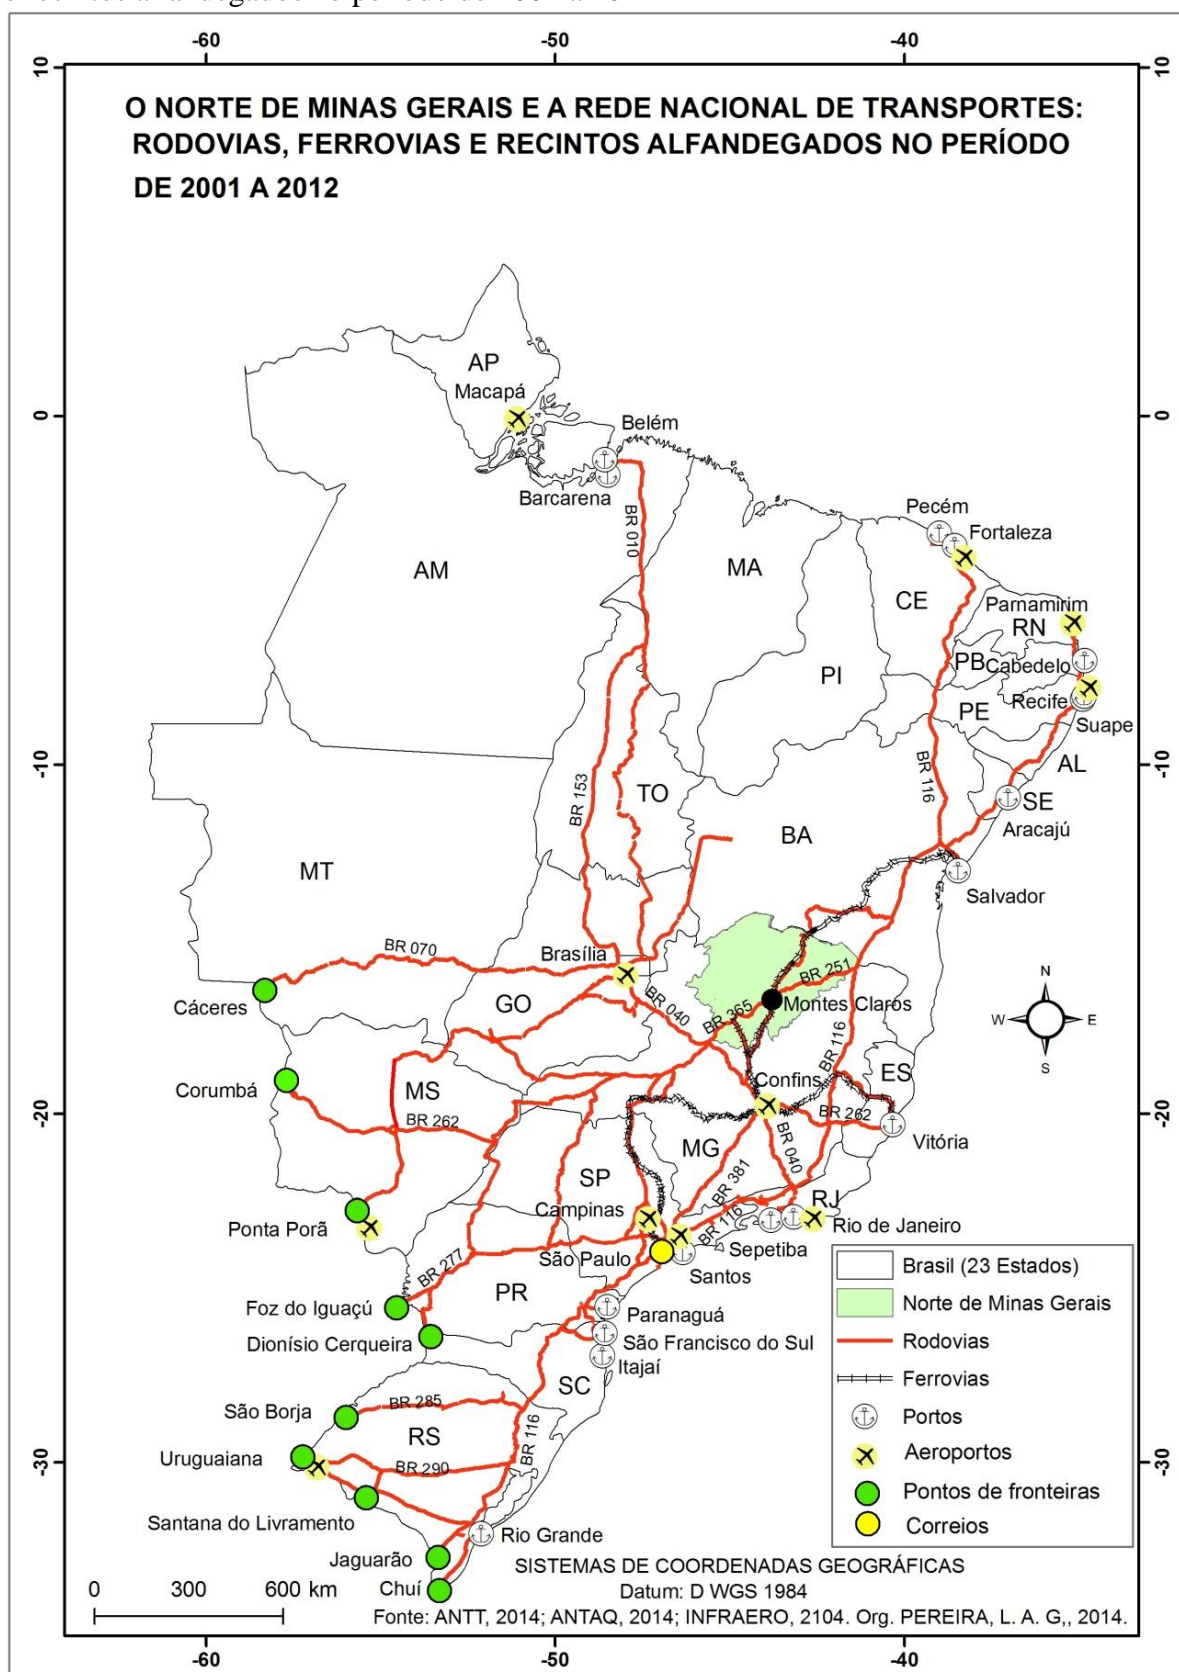 -60 -50 -40
10 10
O NORTE DE MINAS GERAIS E A REDE NACIONAL DE TRANSPORTES:
RODOVIAS, FERROVIAS E RECINTOS ALFANDEGADOS NO PERÍODO
DE 2001 A 2012
AP
Macapá
0 0
Belém
Barcarena
BR 010
Pecém
Fortaleza
AM
MA
CE
Parnamirim
RN
PB
Cabedelo
PI
Recife
PE
Suape
-10 -10
AL
BR 116
BR 153
TO
SE
Aracajú
BA
MT
Salvador
BR 070
Brasília
BR 251
Cáceres
GO
BR 040
BR 365
Montes Claros
N
W E
S
BR 116
Corumbá
MS
Confins
ES
-20 -20
BR 262
BR 262
Vitória
MG
BR 040
BR 381
SP
Campinas
RJ
Ponta Porã
BR 116
Rio de Janeiro
São Paulo
Sepetiba
BR 277
Santos
PR
Foz do Iguaçú
Paranaguá
Dionísio Cerqueira
São Francisco do Sul
Itajaí
SC
BR 285
São Borja
RS
BR 116
Uruguaiana
BR 290
-30 -30
Santana do Livramento
Rio Grande
Jaguarão
Chuí
Brasil (23 Estados)
Norte de Minas Gerais
Rodovias
Ferrovias
Portos
Aeroportos
Pontos de fronteiras
Correios
SISTEMAS DE COORDENADAS GEOGRÁFICAS
0 300 600 km
Datum: D WGS 1984
Fonte: ANTT, 2014; ANTAQ, 2014; INFRAERO, 2104. Org. PEREIRA, L. A. G,, 2014.
-60 -50 -40